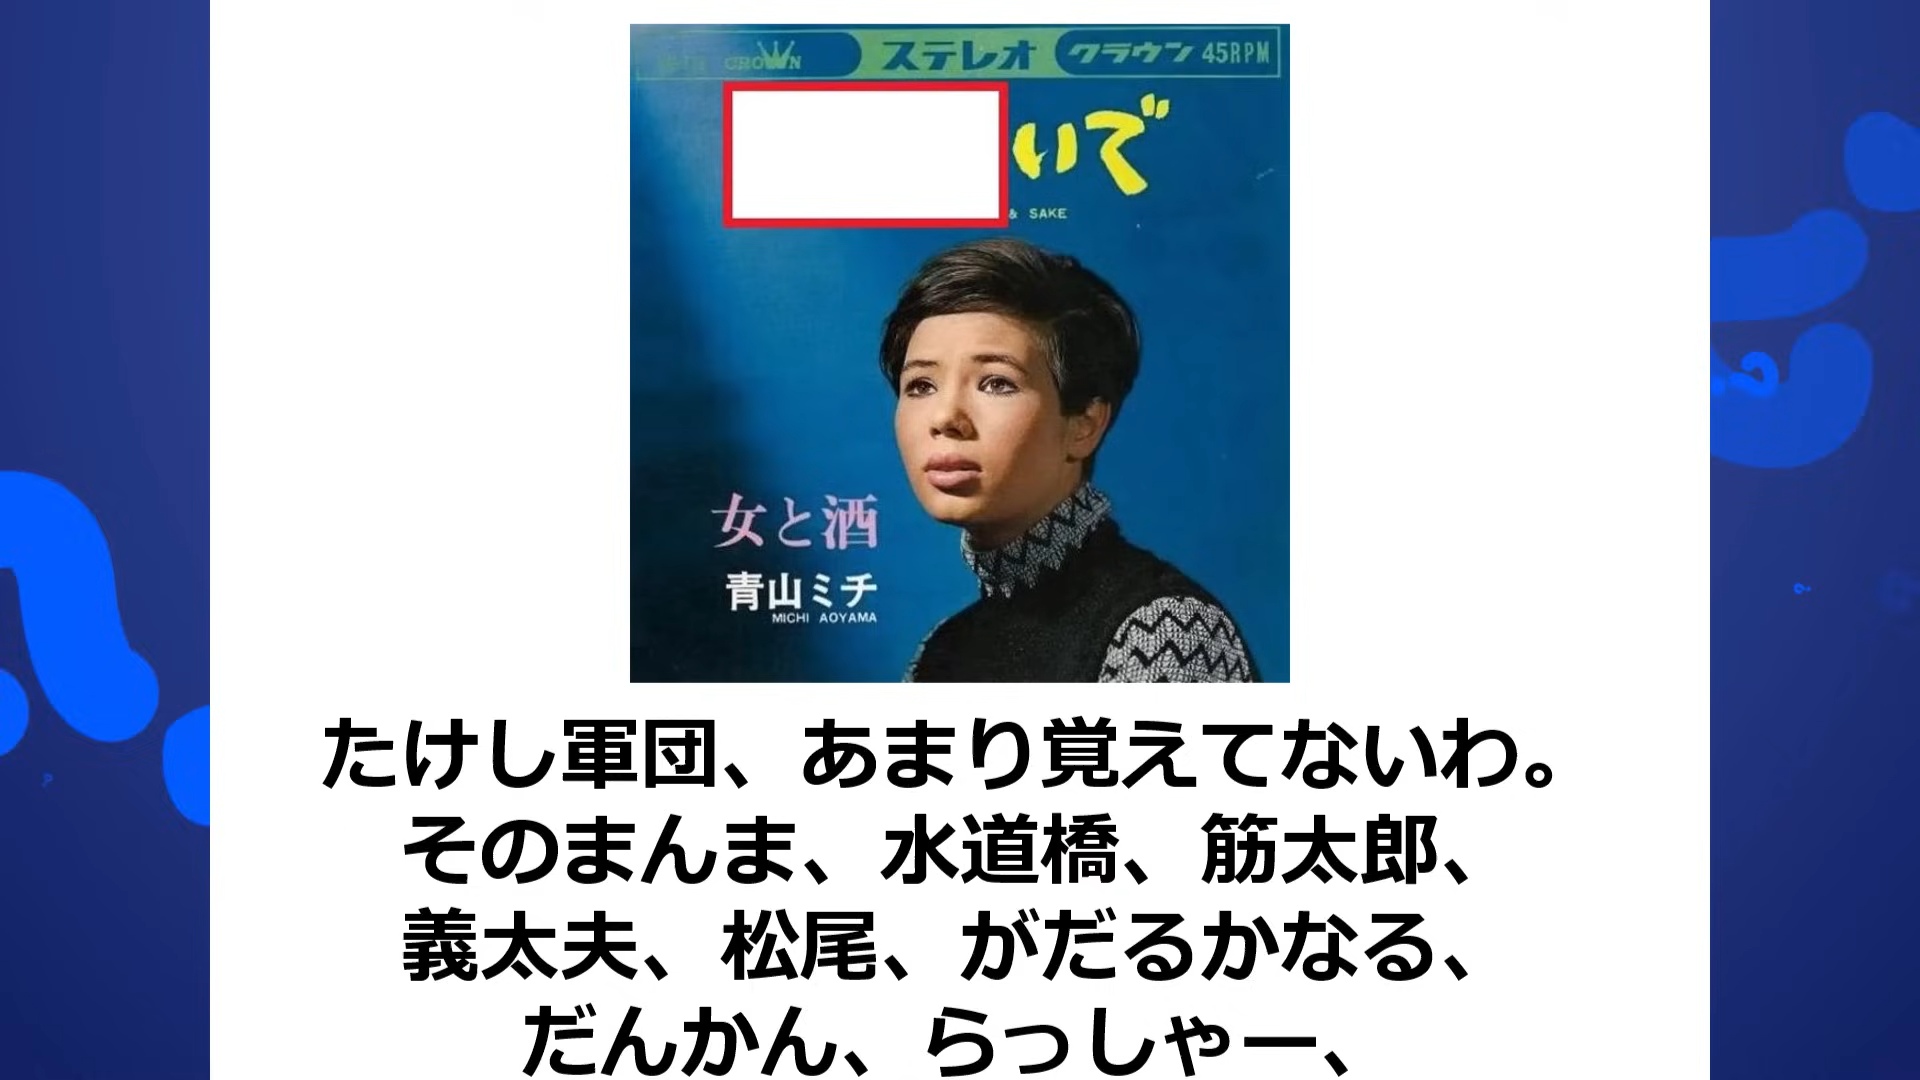 CROWN
ステレオ
クラウン 45RPM
いで
& SAKE
女と酒
青山ミチ
MICHI AOYAMA
たけし軍団、あまり覚えてないわ。
そのまんま、水道橋、筋太郎、
義太夫、松尾、がだるかなる、
だんかん、らっしゃー、